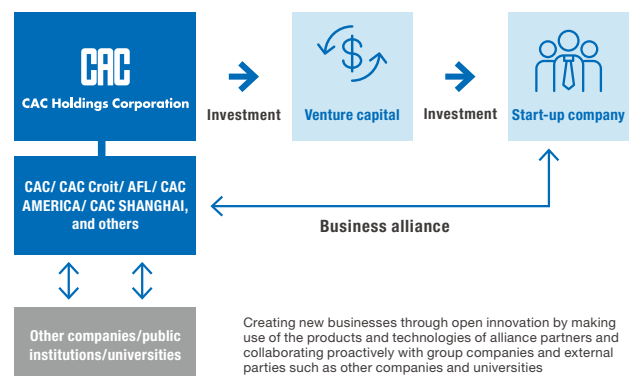 CAC
CAC Holdings Corporation
Investment
Venture capital
Investment
Start-up company
CAC/ CAC Croit/ AFL/ CAC
AMERICA/ CAC SHANGHAI,
and others
Business alliance
Other companies/public
institutions/universities
Creating new businesses through open innovation by making
use of the products and technologies of alliance partners and
collaborating proactively with group companies and external
parties such as other companies and universities